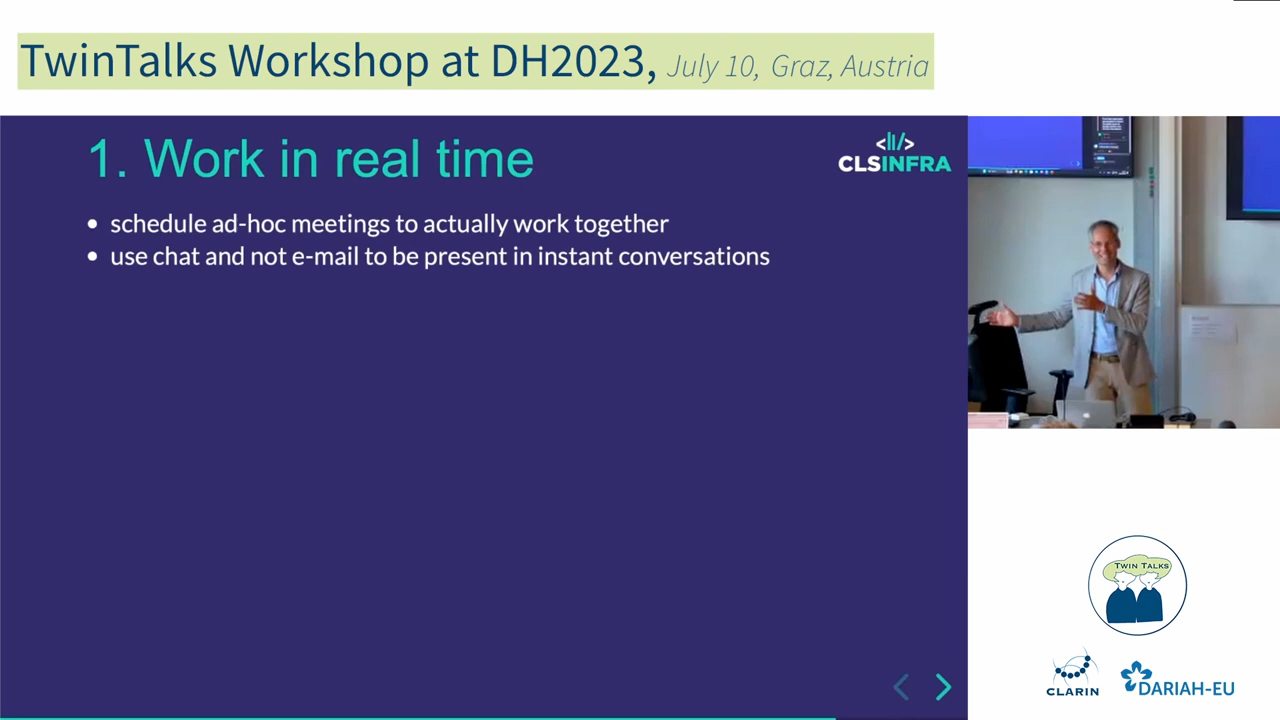 TwinTalks Workshop at DH2023, July 10, Graz, Austria
1. Work in real time
</> CLSINFRA
• schedule ad-hoc meetings to actually work together
• use chat and not e-mail to be present in instant conversations
TWIN TALKS
CLARIN
DARIAH-EU